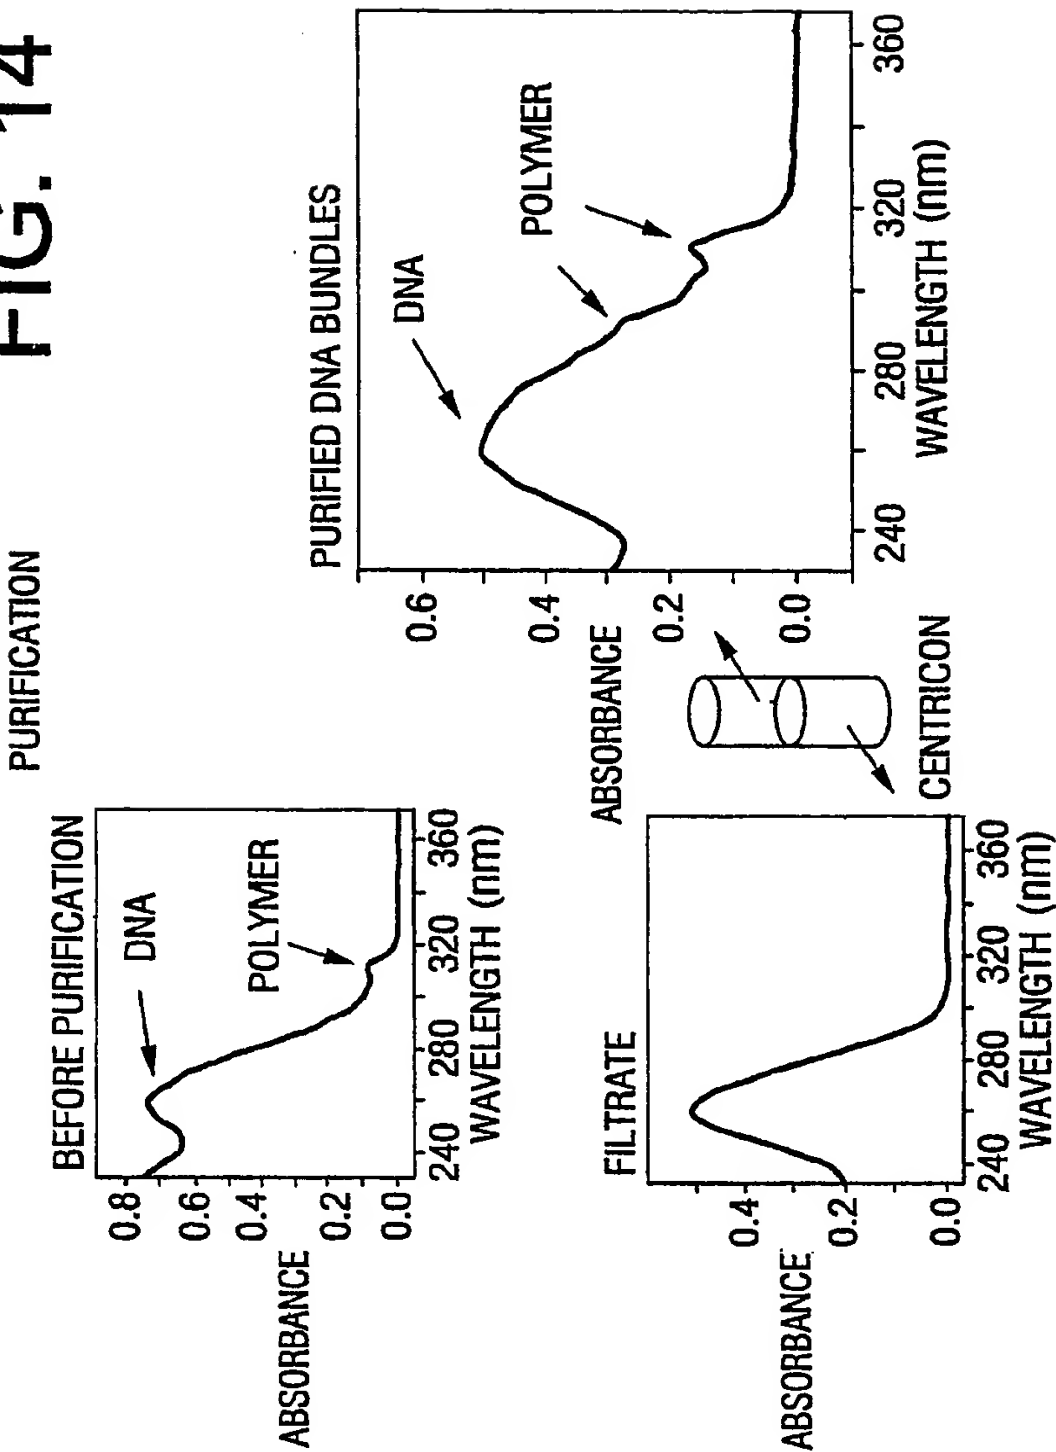 FIG. 14
PURIFICATION
BEFORE PURIFICATION
DNA
POLYMER
0.8
0.6
0.4
0.2
0.0
ABSORBANCE
240 280 320 360
WAVELENGTH (nm)
FILTRATE
0.4
0.2
0.0
ABSORBANCE
240 280 320 360
WAVELENGTH (nm)
CENTRICON
PURIFIED DNA BUNDLES
DNA
POLYMER
0.6
0.4
0.2
0.0
ABSORBANCE
240 280 320 360
WAVELENGTH (nm)